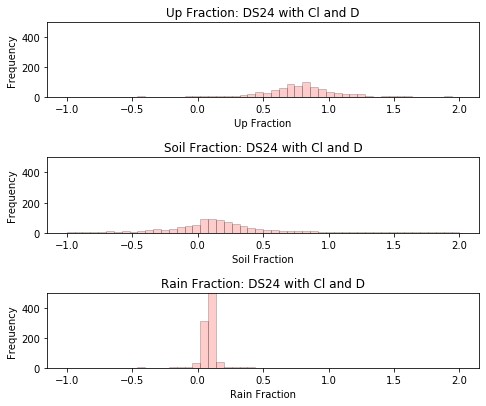 Up Fraction: DS24 with Cl and D
Frequency
400
200
0
−1.0 −0.5 0.0 0.5 1.0 1.5 2.0
Up Fraction
Soil Fraction: DS24 with Cl and D
Frequency
400
200
0
−1.0 −0.5 0.0 0.5 1.0 1.5 2.0
Soil Fraction
Rain Fraction: DS24 with Cl and D
Frequency
400
200
0
−1.0 −0.5 0.0 0.5 1.0 1.5 2.0
Rain Fraction